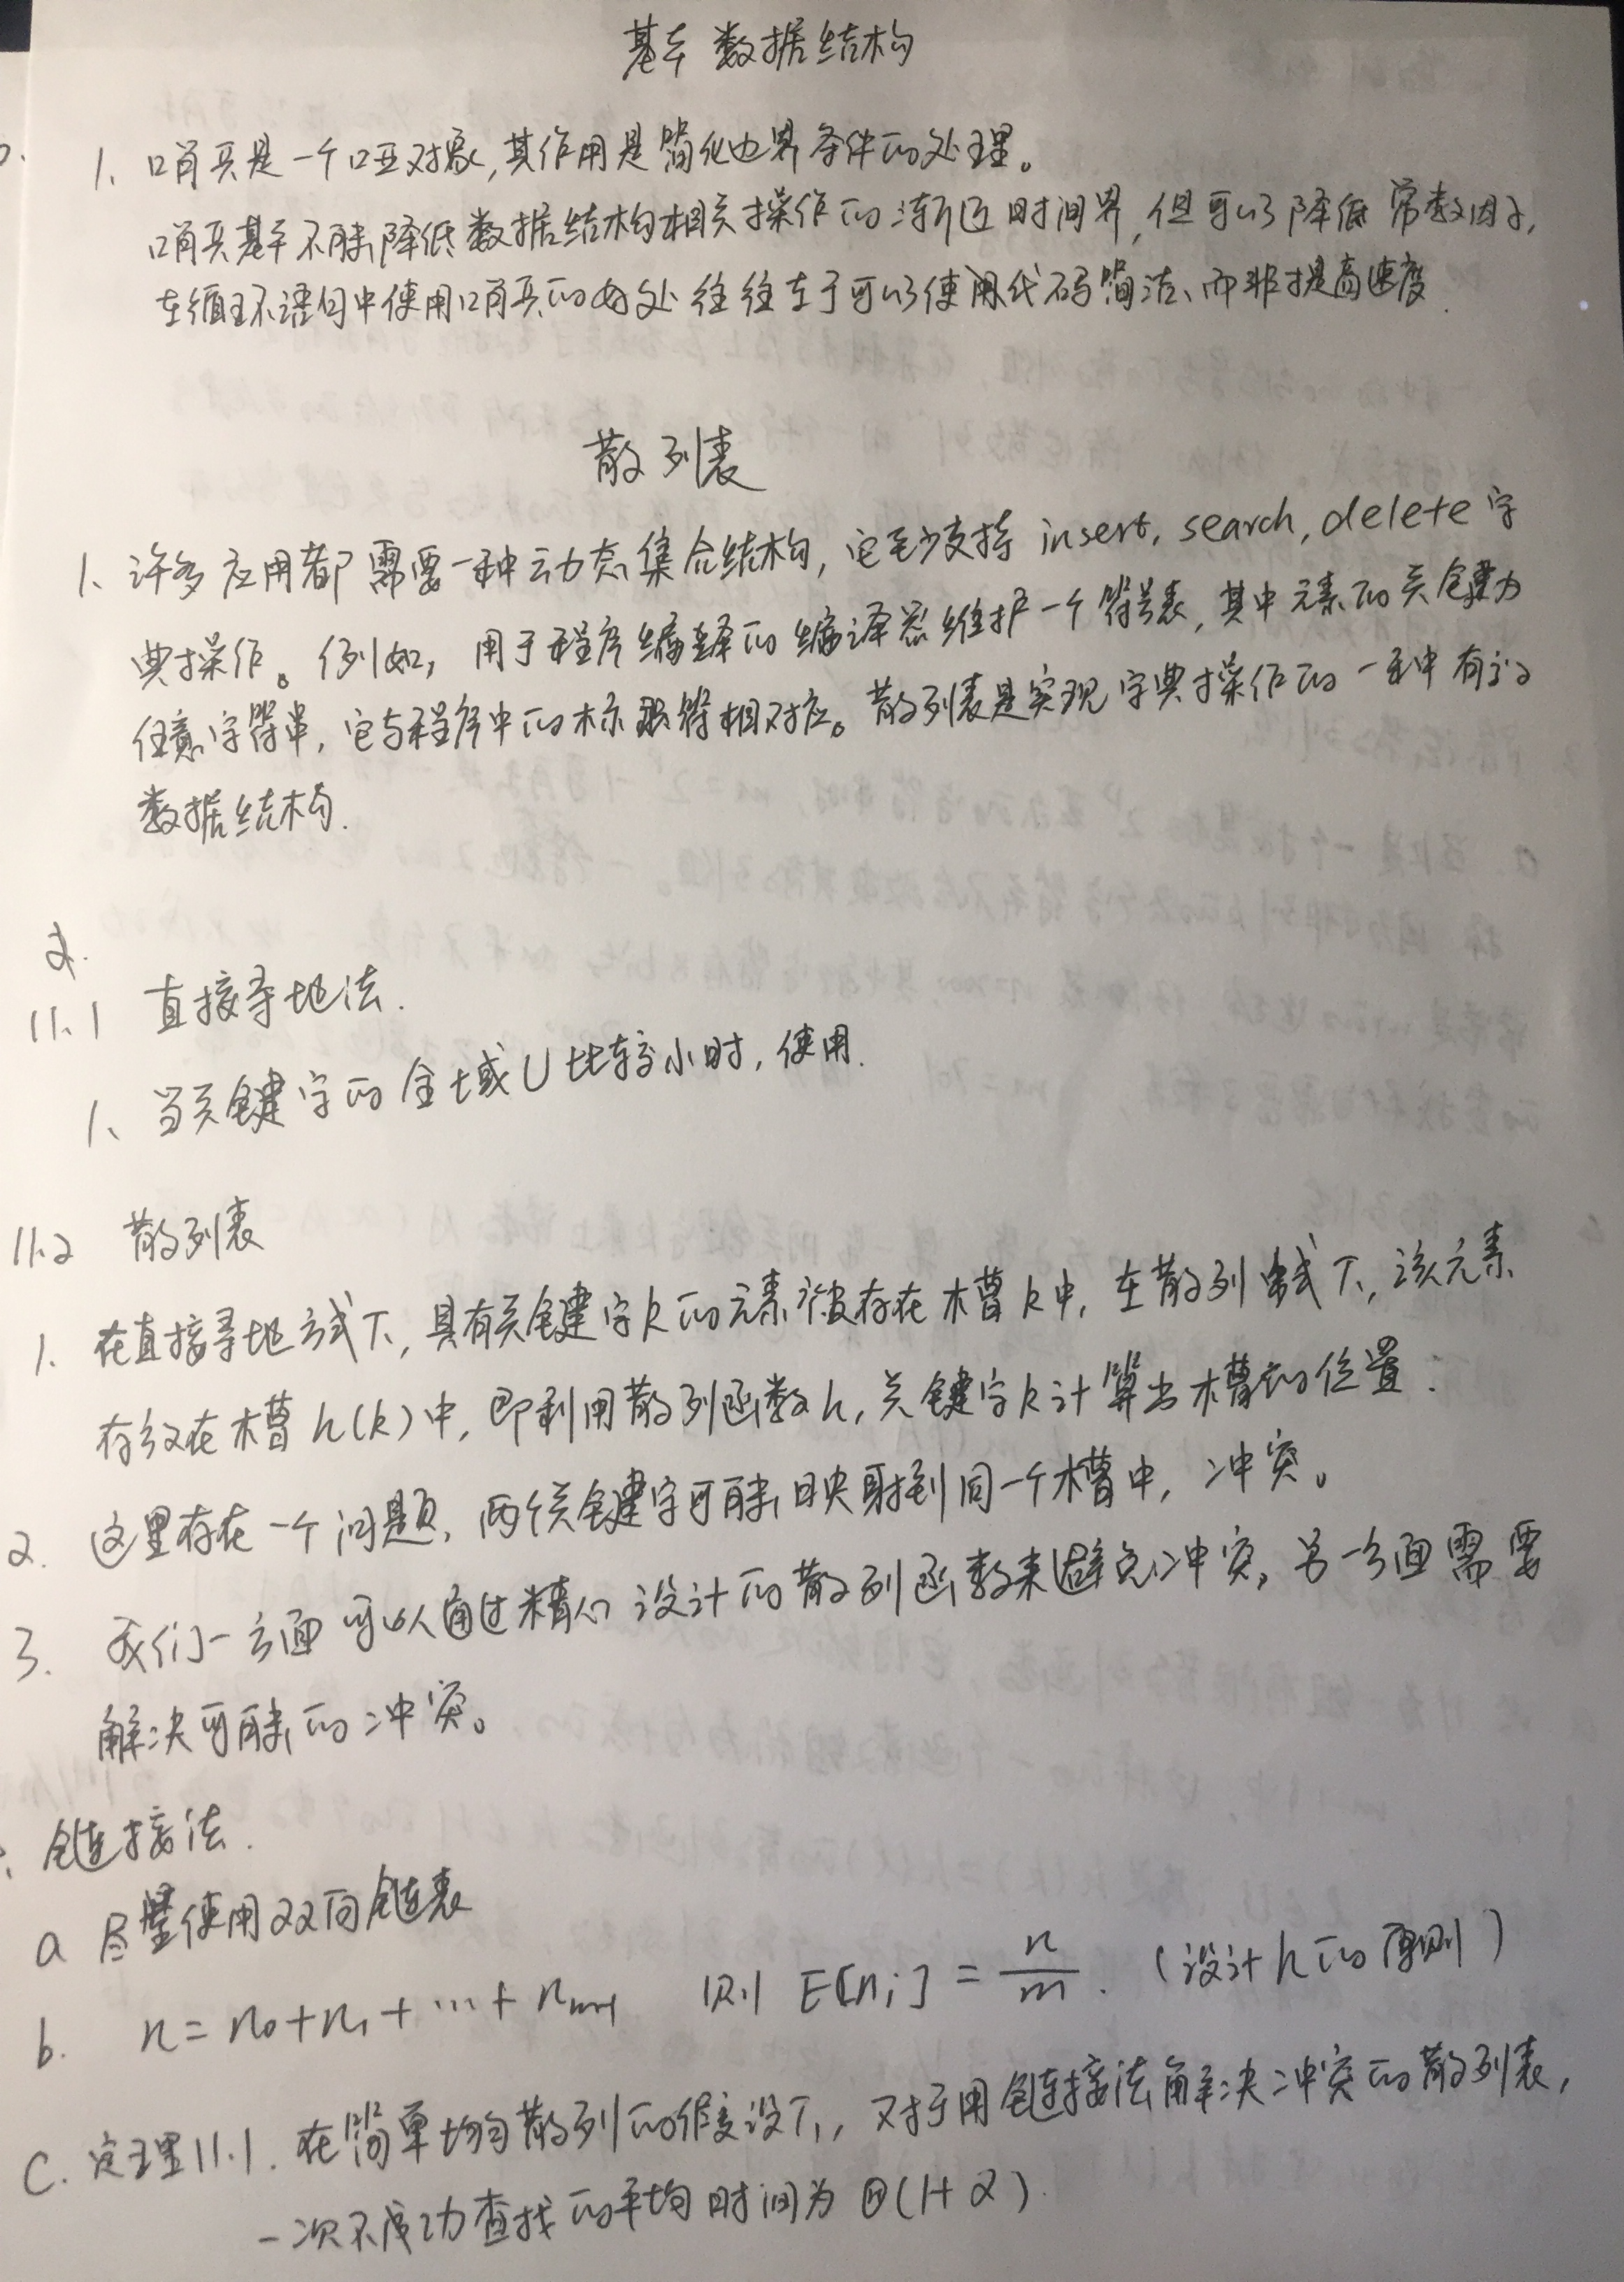 基本数据结构
1、哨兵是一个哑对象,其作用是简化边界条件的处理。
哨兵基本不能降低数据结构相关操作的渐近时间界,但可以降低常数因子,
在循环语句中使用哨兵的好处往往在于可以使用代码简洁、而非提高速度.
散列表
1、许多应用都需要一种动态集合结构,它至少支持 insert, search, delete 字
典操作。例如,用于程序编译的编译器维护一个符号表,其中元素的关键为
任意字符串,它与程序中的标识符相对应。散列表是实现字典操作的一种有效
数据结构.
2.
11.1 直接寻地法.
1、当关键字的全域U比较小时,使用.
11.2 散列表
1. 在直接寻地方式下,具有关键字k的元素被存在槽k中,在散列方式下,该元素
存放在槽h(k)中,即利用散列函数h,关键字k计算出槽的位置.
2. 这里存在一个问题,两个关键字可能映射到同一个槽中,冲突。
3. 我们一方面可以通过精心设计的散列函数来避免冲突,另一方面需要
解决可能的冲突。
、链接法.
a 尽量使用双向链表
b. n = n₀ + n₁ + ⋯ + nₘ₋₁ 则 E[nᵢ] = n/m. (设计h的原则)
C. 定理11.1. 在简单均匀散列的假设下,对于用链接法解决冲突的散列表,
一次不成功查找的平均时间为 Θ(1+α).